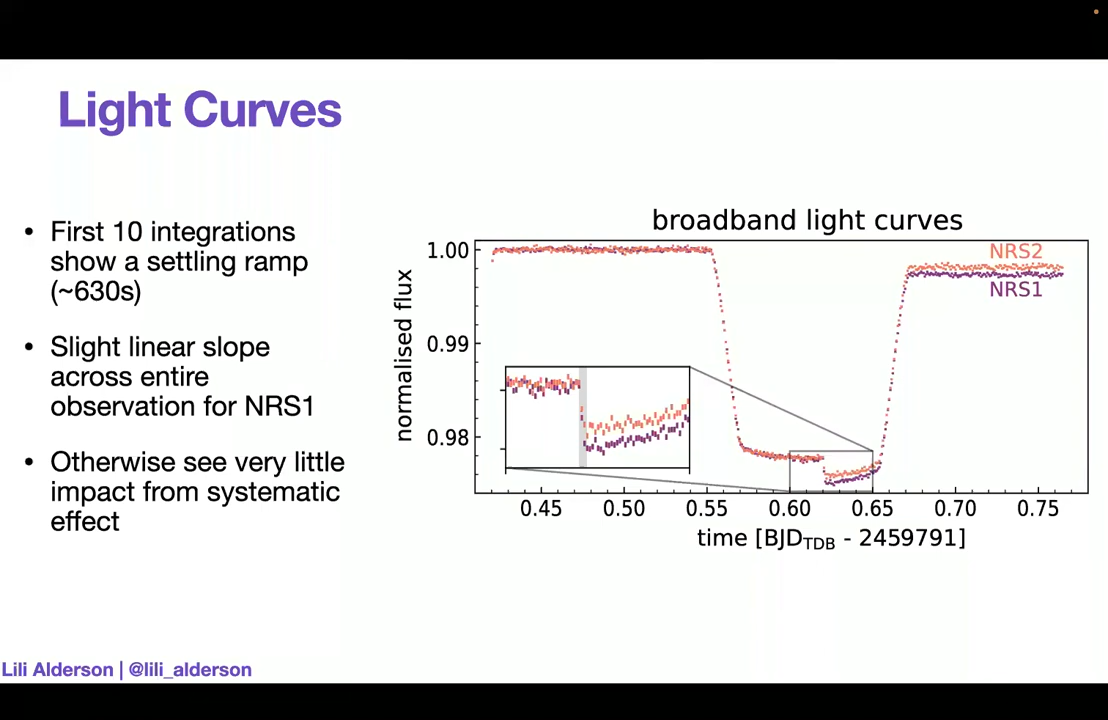 Light Curves
• First 10 integrations
show a settling ramp
(~630s)
• Slight linear slope
across entire
observation for NRS1
• Otherwise see very little
impact from systematic
effect
broadband light curves
normalised flux
1.00
0.99
0.98
NRS2
NRS1
0.45 0.50 0.55 0.60 0.65 0.70 0.75
time [BJD_TDB - 2459791]
Lili Alderson | @lili_alderson